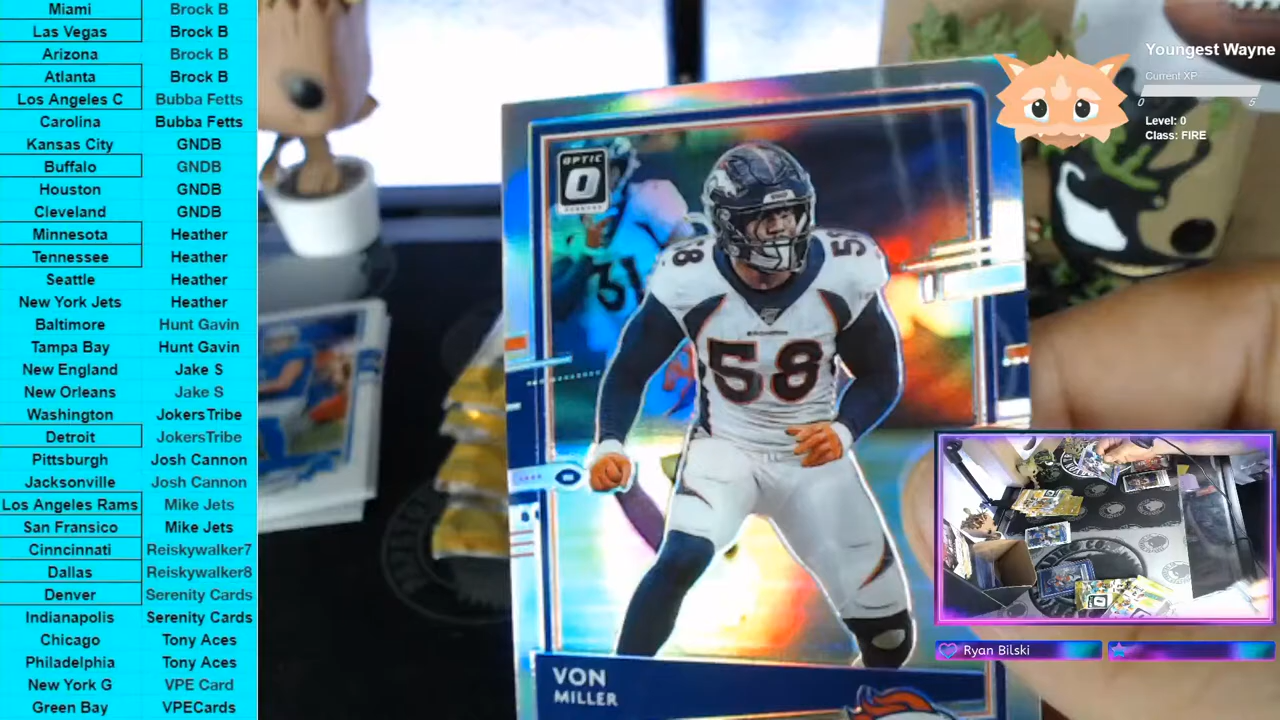 Miami Brock B
Las Vegas Brock B
Arizona Brock B
Atlanta Brock B
Los Angeles C Bubba Fetts
Carolina Bubba Fetts
Kansas City GNDB
Buffalo GNDB
Houston GNDB
Cleveland GNDB
Minnesota Heather
Tennessee Heather
Seattle Heather
New York Jets Heather
Baltimore Hunt Gavin
Tampa Bay Hunt Gavin
New England Jake S
New Orleans Jake S
Washington JokersTribe
Detroit JokersTribe
Pittsburgh Josh Cannon
Jacksonville Josh Cannon
Los Angeles Rams Mike Jets
San Fransico Mike Jets
Cinncinnati Reiskywalker7
Dallas Reiskywalker8
Denver Serenity Cards
Indianapolis Serenity Cards
Chicago Tony Aces
Philadelphia Tony Aces
New York G VPE Card
Green Bay VPECards
OPTIC
O
31
58 58
BRONCOS
58
VON
MILLER
Youngest Wayne
Current XP
0 5
Level: 0
Class: FIRE
Ryan Bilski